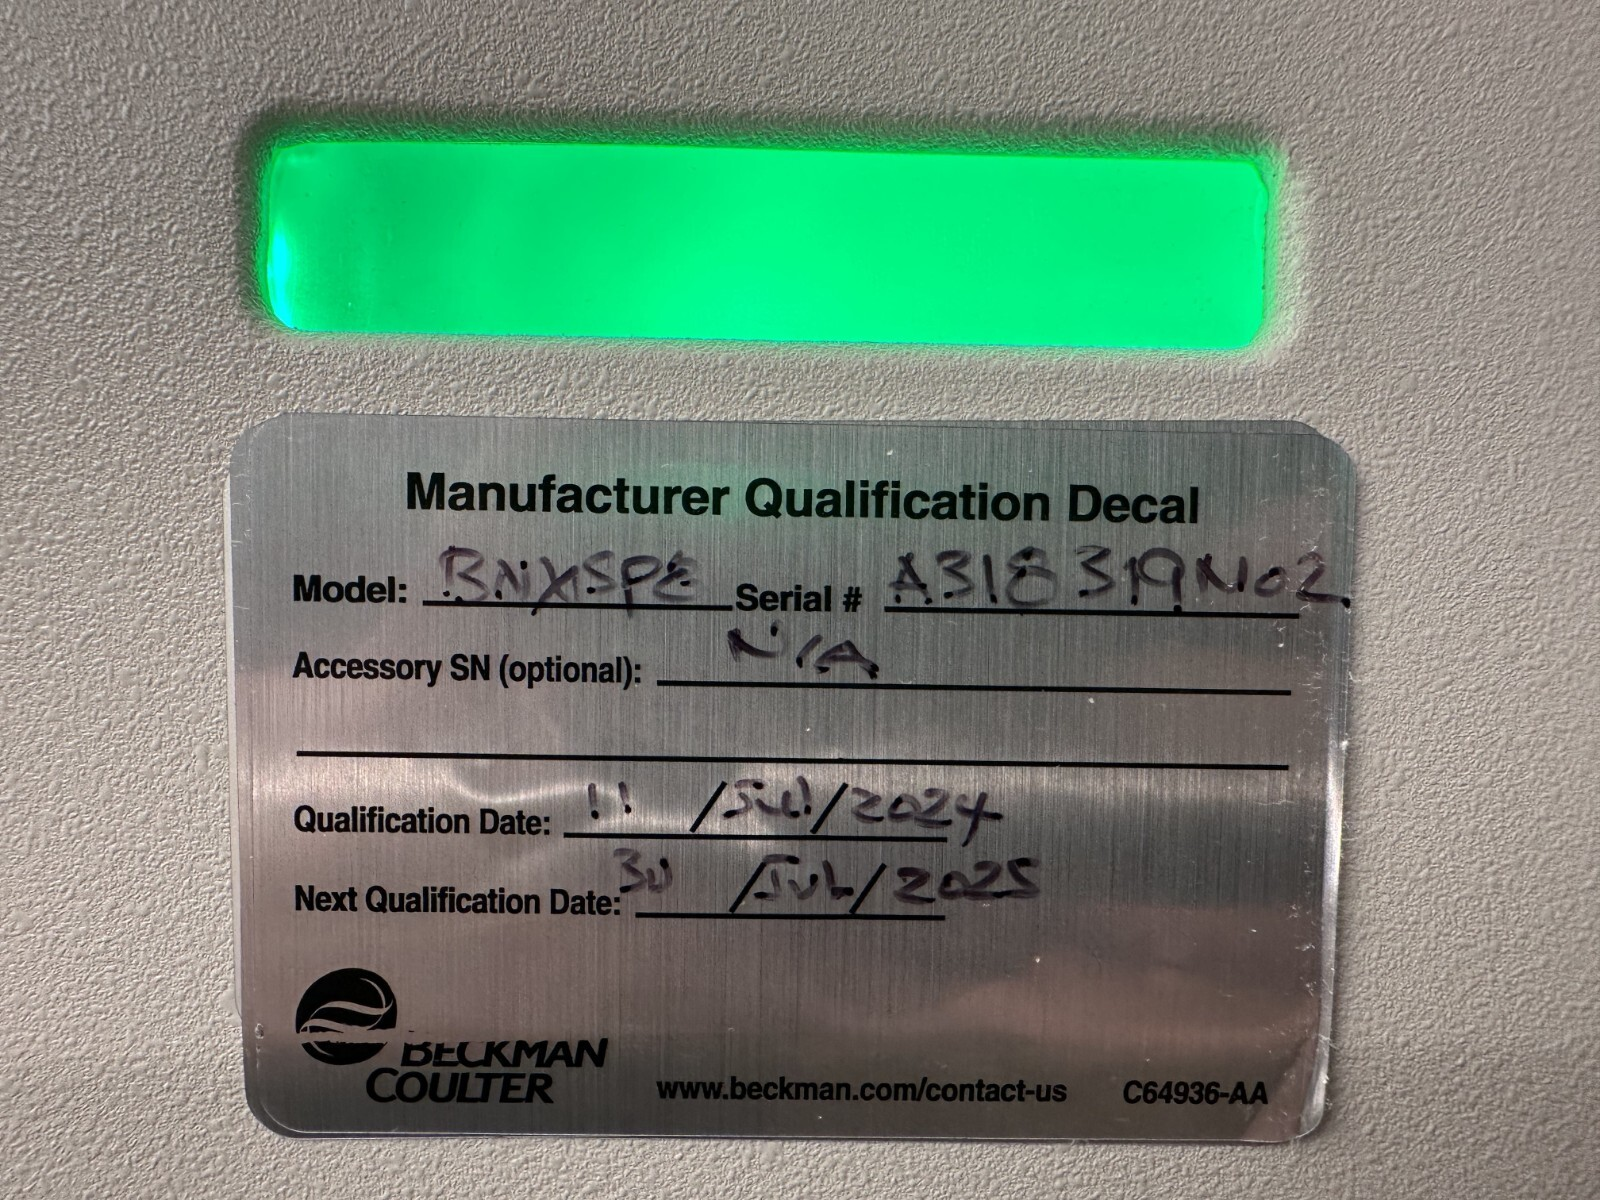 Manufacturer Qualification Decal
Model: BNXSPE Serial # A318319N02
Accessory SN (optional): N/A
Qualification Date: 11 /Jul/2024
Next Qualification Date: 30 /Jul/2025
BECKMAN
COULTER
www.beckman.com/contact-us C64936-AA